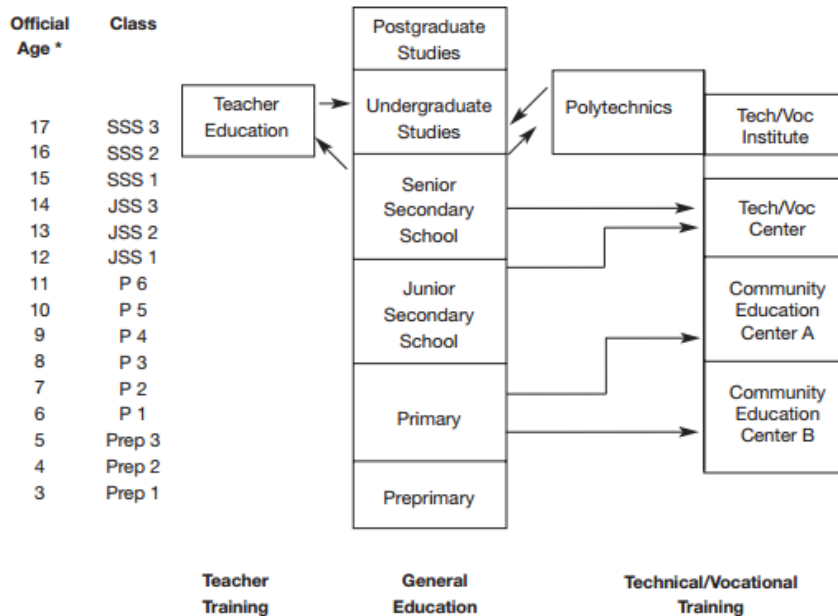 Official
Age *
Class
17 SSS 3
16 SSS 2
15 SSS 1
14 JSS 3
13 JSS 2
12 JSS 1
11 P 6
10 P 5
9 P 4
8 P 3
7 P 2
6 P 1
5 Prep 3
4 Prep 2
3 Prep 1
Teacher
Education
Postgraduate
Studies
Undergraduate
Studies
Senior
Secondary
School
Junior
Secondary
School
Primary
Preprimary
Polytechnics
Tech/Voc
Institute
Tech/Voc
Center
Community
Education
Center A
Community
Education
Center B
Teacher
Training
General
Education
Technical/Vocational
Training